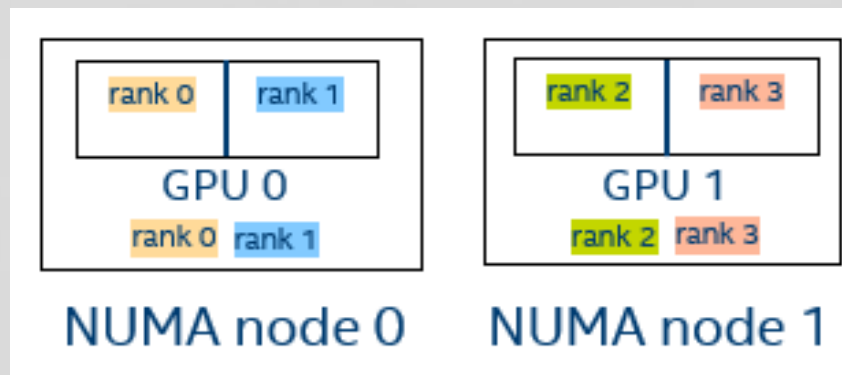 rank 0 rank 1
GPU 0
rank 0 rank 1
NUMA node 0
rank 2 rank 3
GPU 1
rank 2 rank 3
NUMA node 1